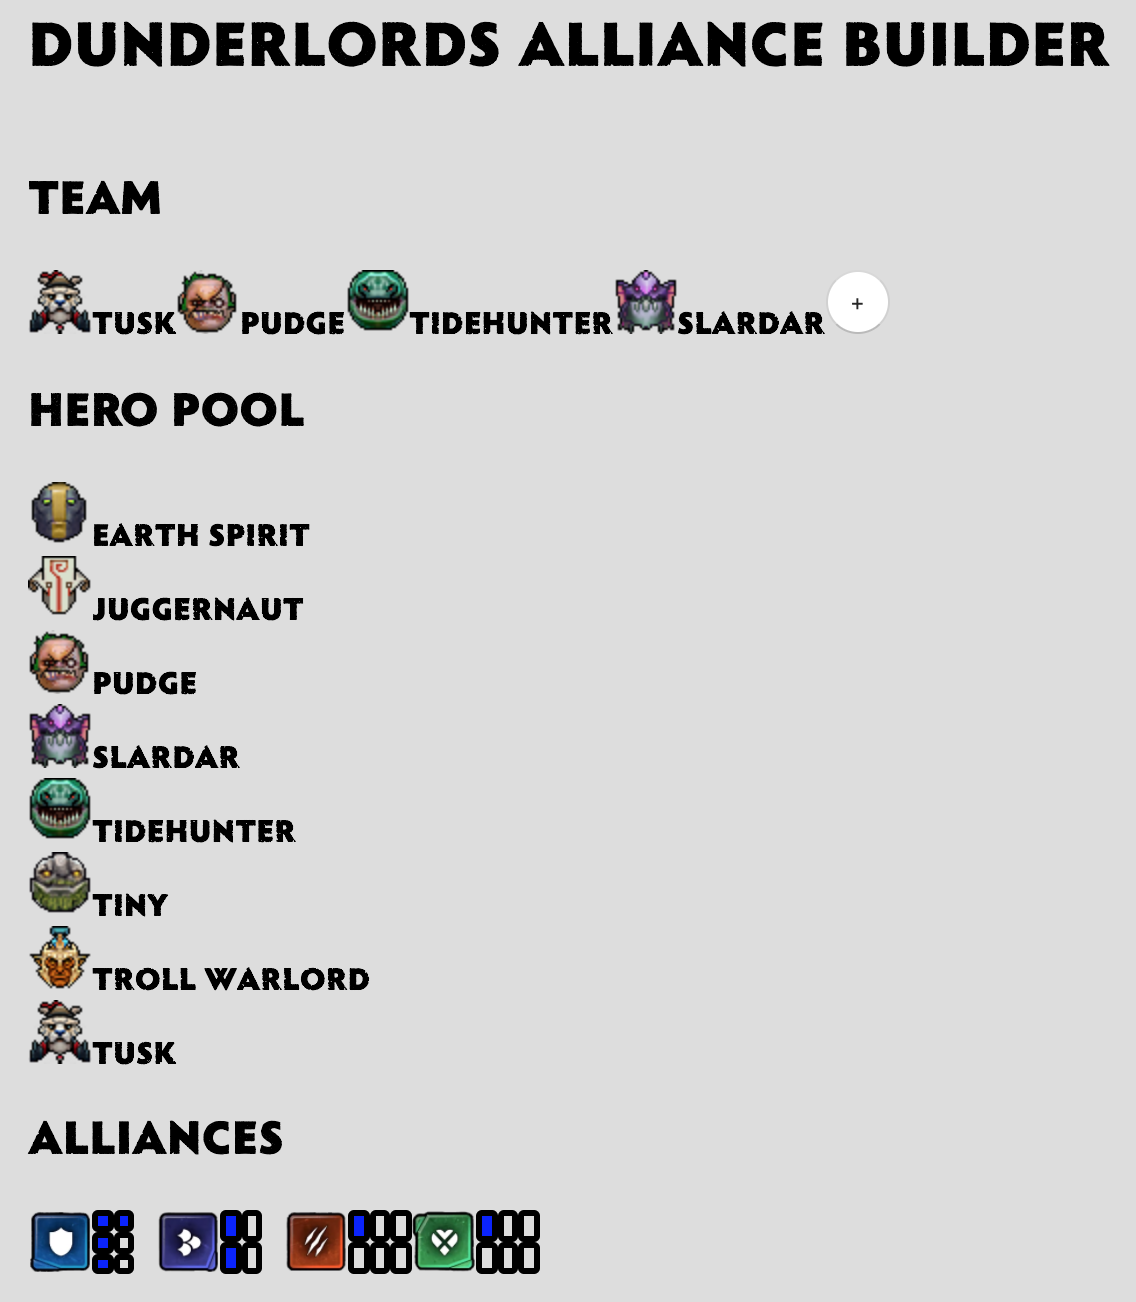 DUNDERLORDS ALLIANCE BUILDER
TEAM
TUSK PUDGE TIDEHUNTER SLARDAR +
HERO POOL
EARTH SPIRIT
JUGGERNAUT
PUDGE
SLARDAR
TIDEHUNTER
TINY
TROLL WARLORD
TUSK
ALLIANCES